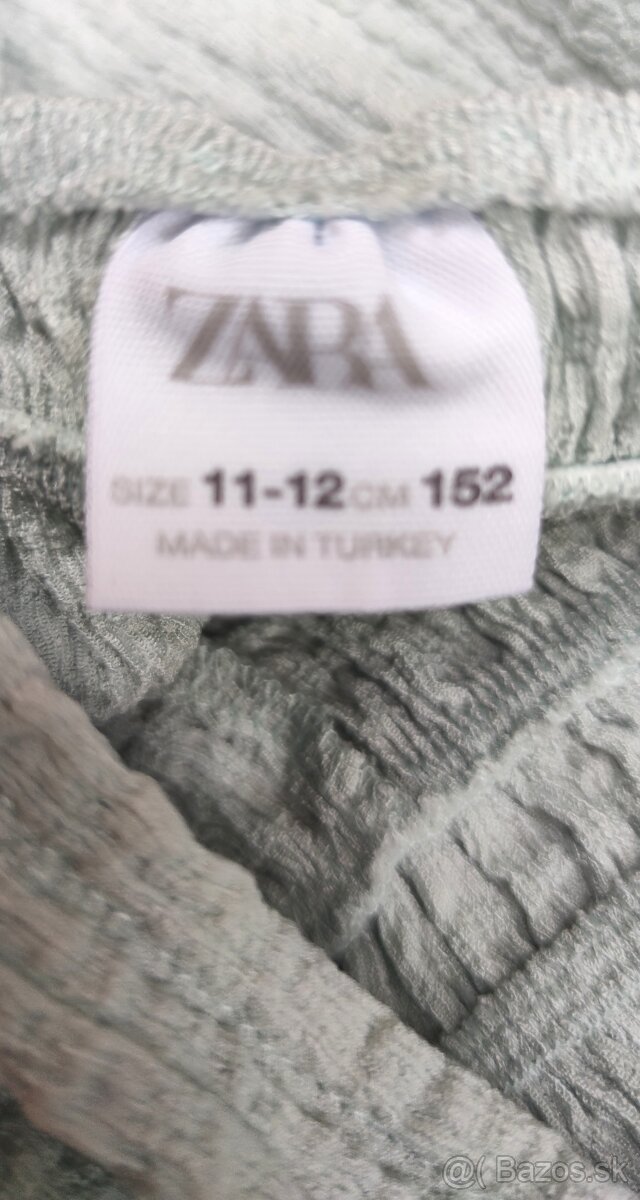 ZARA
SIZE 11-12 CM 152
MADE IN TURKEY
@( Bazos.sk